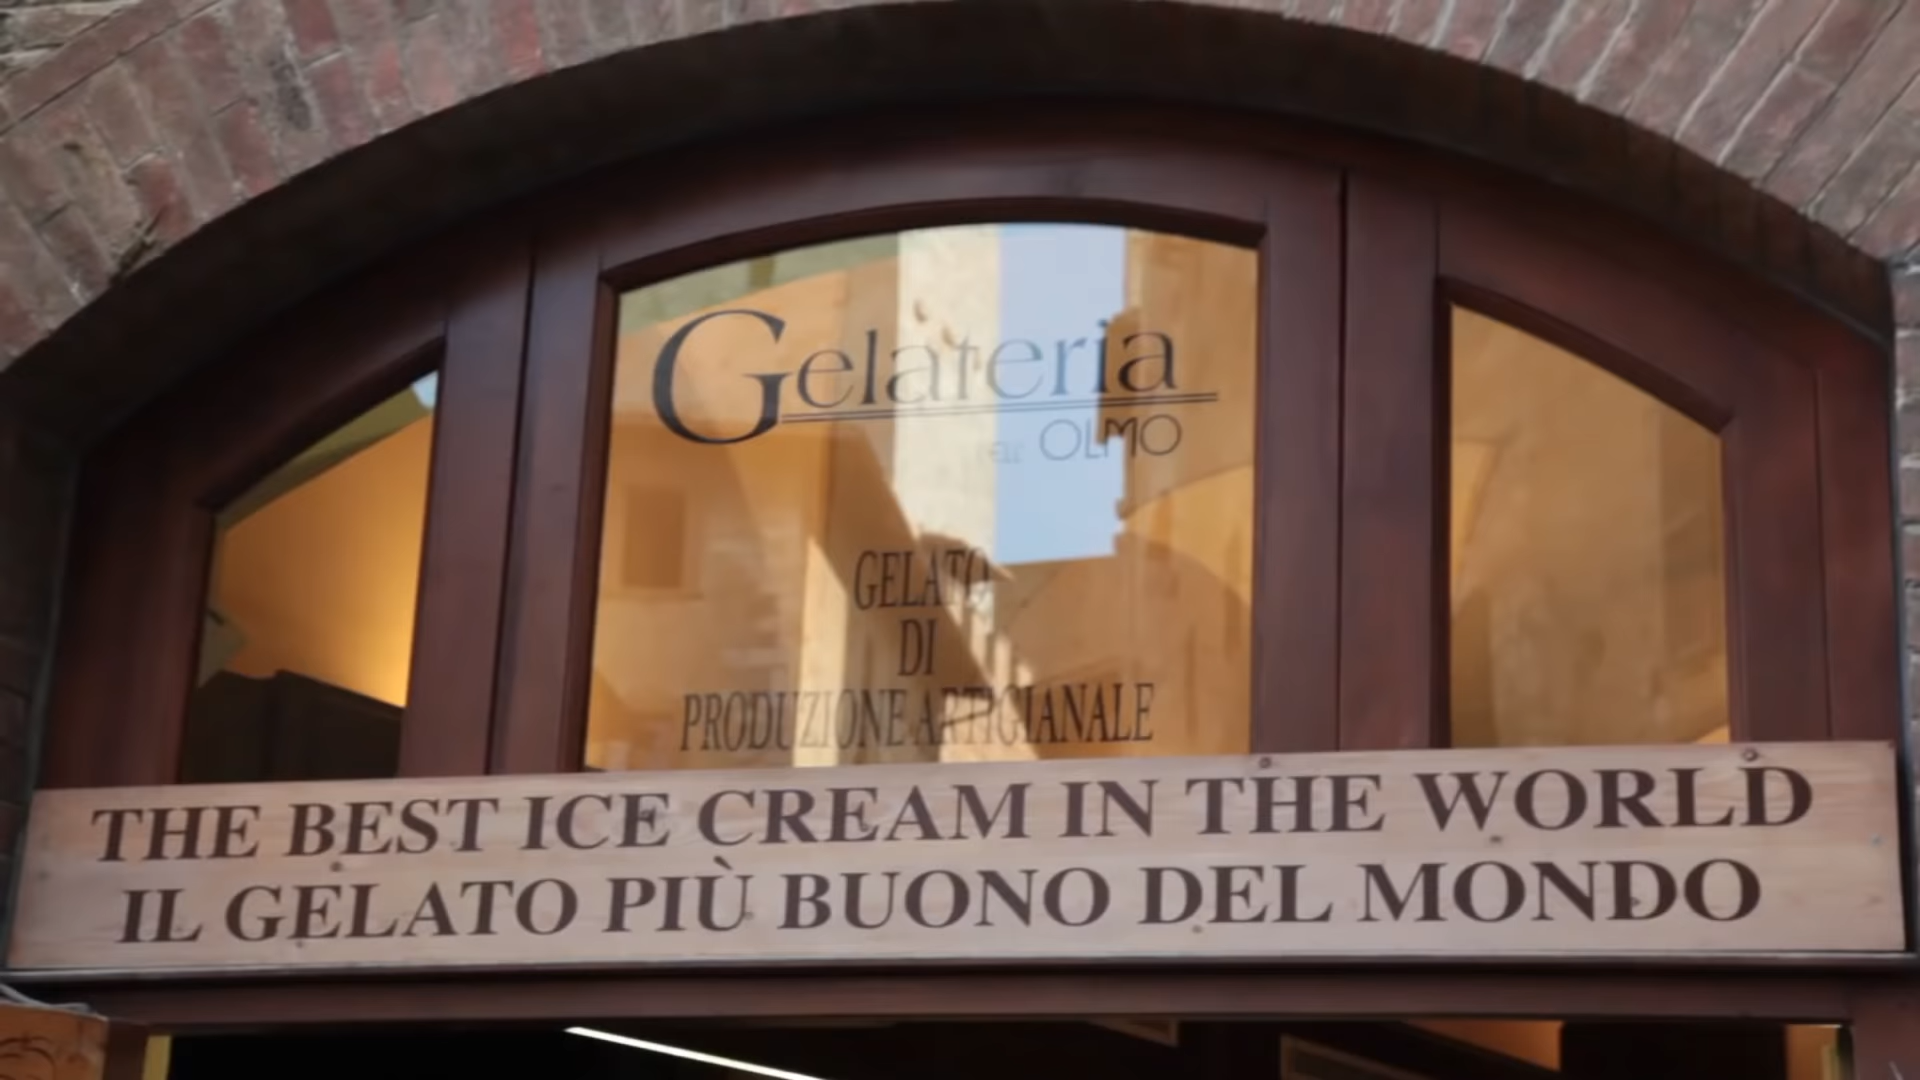 Gelateria
OLMO
GELATO
DI
PRODUZIONE ARTIGIANALE
THE BEST ICE CREAM IN THE WORLD
IL GELATO PIÙ BUONO DEL MONDO